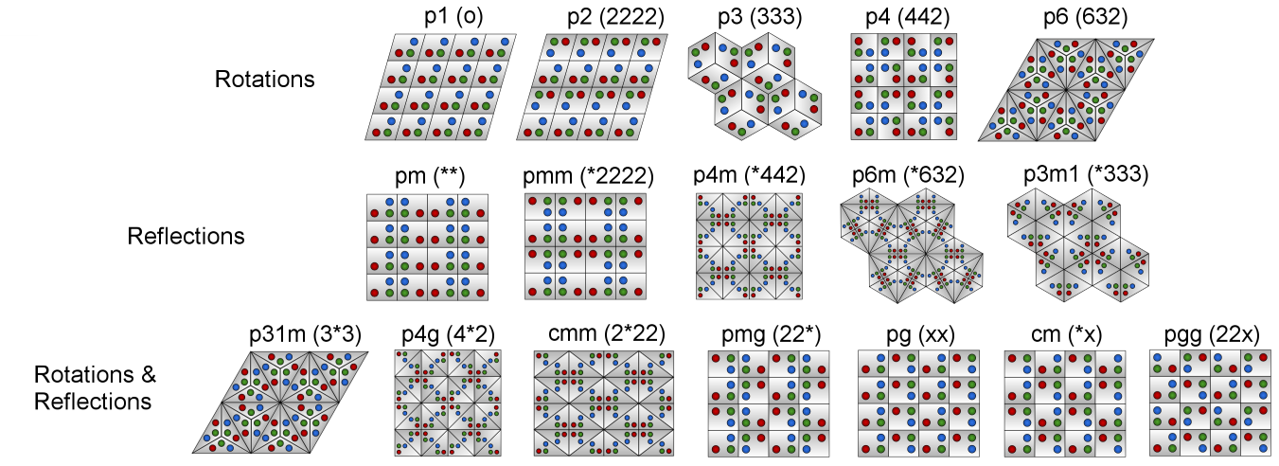 p1 (o) p2 (2222) p3 (333) p4 (442) p6 (632)
Rotations
pm (**) pmm (*2222) p4m (*442) p6m (*632) p3m1 (*333)
Reflections
p31m (3*3) p4g (4*2) cmm (2*22) pmg (22*) pg (xx) cm (*x) pgg (22x)
Rotations &
Reflections